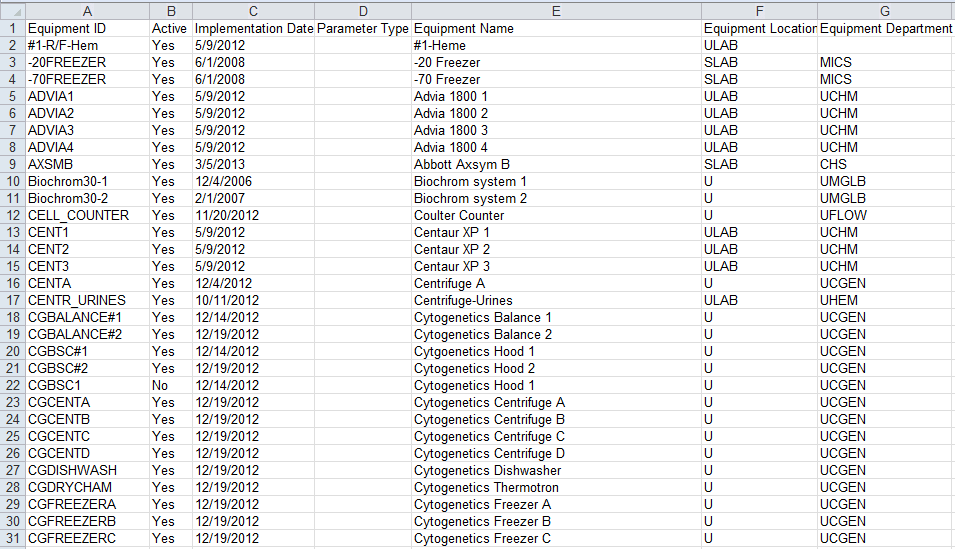 A B C D E F G
1 Equipment ID Active Implementation Date Parameter Type Equipment Name Equipment Location Equipment Department
2 #1-R/F-Hem Yes 5/9/2012 #1-Heme ULAB
3 -20FREEZER Yes 6/1/2008 -20 Freezer SLAB MICS
4 -70FREEZER Yes 6/1/2008 -70 Freezer SLAB MICS
5 ADVIA1 Yes 5/9/2012 Advia 1800 1 ULAB UCHM
6 ADVIA2 Yes 5/9/2012 Advia 1800 2 ULAB UCHM
7 ADVIA3 Yes 5/9/2012 Advia 1800 3 ULAB UCHM
8 ADVIA4 Yes 5/9/2012 Advia 1800 4 ULAB UCHM
9 AXSMB Yes 3/5/2013 Abbott Axsym B SLAB CHS
10 Biochrom30-1 Yes 12/4/2006 Biochrom system 1 U UMGLB
11 Biochrom30-2 Yes 2/1/2007 Biochrom system 2 U UMGLB
12 CELL_COUNTER Yes 11/20/2012 Coulter Counter U UFLOW
13 CENT1 Yes 5/9/2012 Centaur XP 1 ULAB UCHM
14 CENT2 Yes 5/9/2012 Centaur XP 2 ULAB UCHM
15 CENT3 Yes 5/9/2012 Centaur XP 3 ULAB UCHM
16 CENTA Yes 12/4/2012 Centrifuge A U UCGEN
17 CENTR_URINES Yes 10/11/2012 Centrifuge-Urines ULAB UHEM
18 CGBALANCE#1 Yes 12/14/2012 Cytogenetics Balance 1 U UCGEN
19 CGBALANCE#2 Yes 12/19/2012 Cytogenetics Balance 2 U UCGEN
20 CGBSC#1 Yes 12/14/2012 Cytgoenetics Hood 1 U UCGEN
21 CGBSC#2 Yes 12/19/2012 Cytogenetics Hood 2 U UCGEN
22 CGBSC1 No 12/14/2012 Cytogenetics Hood 1 U UCGEN
23 CGCENTA Yes 12/19/2012 Cytogenetics Centrifuge A U UCGEN
24 CGCENTB Yes 12/19/2012 Cytogenetics Centrifuge B U UCGEN
25 CGCENTC Yes 12/19/2012 Cytogenetics Centrifuge C U UCGEN
26 CGCENTD Yes 12/19/2012 Cytogenetics Centrifuge D U UCGEN
27 CGDISHWASH Yes 12/19/2012 Cytogenetics Dishwasher U UCGEN
28 CGDRYCHAM Yes 12/19/2012 Cytogenetics Thermotron U UCGEN
29 CGFREEZERA Yes 12/19/2012 Cytogenetics Freezer A U UCGEN
30 CGFREEZERB Yes 12/19/2012 Cytogenetics Freezer B U UCGEN
31 CGFREEZERC Yes 12/19/2012 Cytogenetics Freezer C U UCGEN